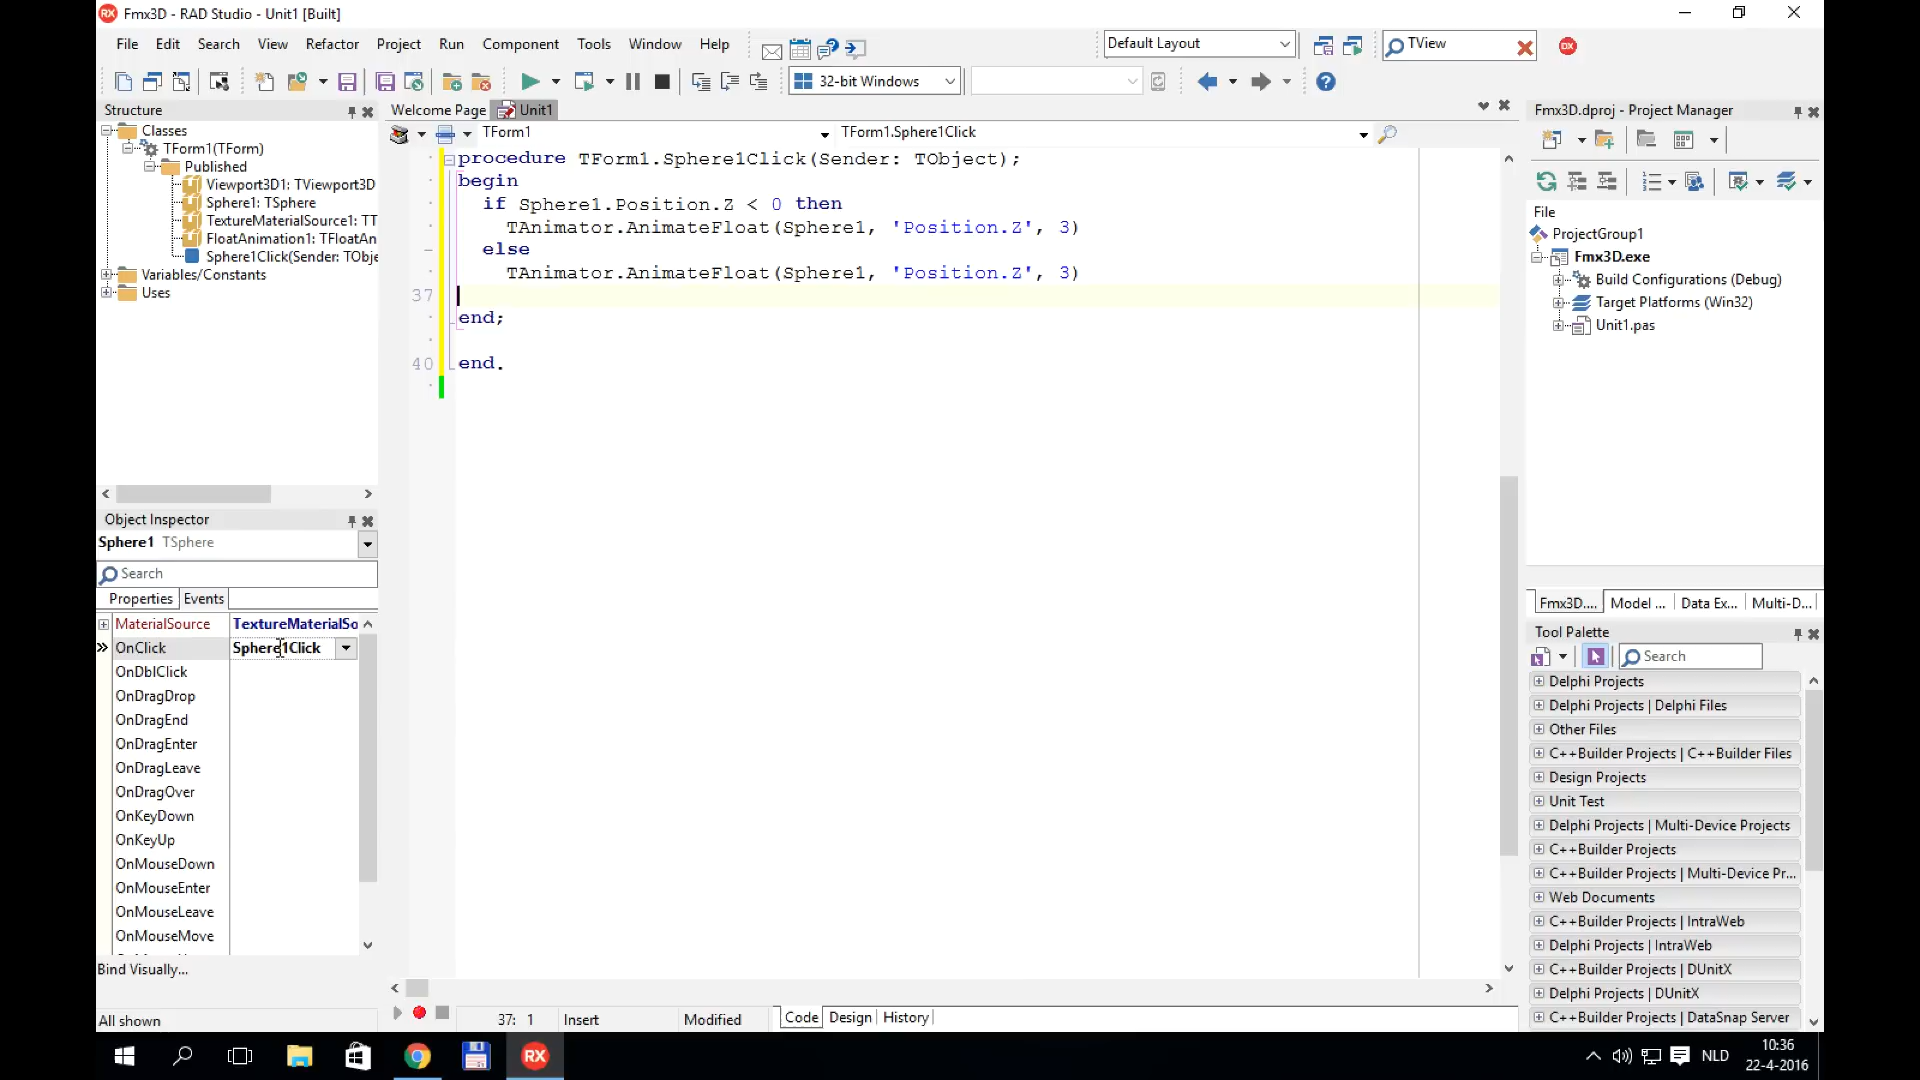 Fmx3D - RAD Studio - Unit1 [Built]
File Edit Search View Refactor Project Run Component Tools Window Help
Default Layout
TView
32-bit Windows
Structure
Classes
TForm1(TForm)
Published
Viewport3D1: TViewport3D
Sphere1: TSphere
TextureMaterialSource1: TT
FloatAnimation1: TFloatAn
Sphere1Click(Sender: TObje
Variables/Constants
Uses
Object Inspector
Sphere1 TSphere
Search
Properties Events
MaterialSource TextureMaterialSo
OnClick Sphere1Click
OnDblClick
OnDragDrop
OnDragEnd
OnDragEnter
OnDragLeave
OnDragOver
OnKeyDown
OnKeyUp
OnMouseDown
OnMouseEnter
OnMouseLeave
OnMouseMove
Bind Visually...
All shown
Welcome Page Unit1
TForm1 TForm1.Sphere1Click
procedure TForm1.Sphere1Click(Sender: TObject);
begin
if Sphere1.Position.Z < 0 then
TAnimator.AnimateFloat(Sphere1, 'Position.Z', 3)
else
TAnimator.AnimateFloat(Sphere1, 'Position.Z', 3)
37
end;
40 end.
37: 1 Insert Modified Code Design History
Fmx3D.dproj - Project Manager
File
ProjectGroup1
Fmx3D.exe
Build Configurations (Debug)
Target Platforms (Win32)
Unit1.pas
Fmx3D.... Model ... Data Ex... Multi-D...
Tool Palette
Search
Delphi Projects
Delphi Projects | Delphi Files
Other Files
C++Builder Projects | C++Builder Files
Design Projects
Unit Test
Delphi Projects | Multi-Device Projects
C++Builder Projects
C++Builder Projects | Multi-Device Pr...
Web Documents
C++Builder Projects | IntraWeb
Delphi Projects | IntraWeb
C++Builder Projects | DUnitX
Delphi Projects | DUnitX
C++Builder Projects | DataSnap Server
NLD
10:36
22-4-2016